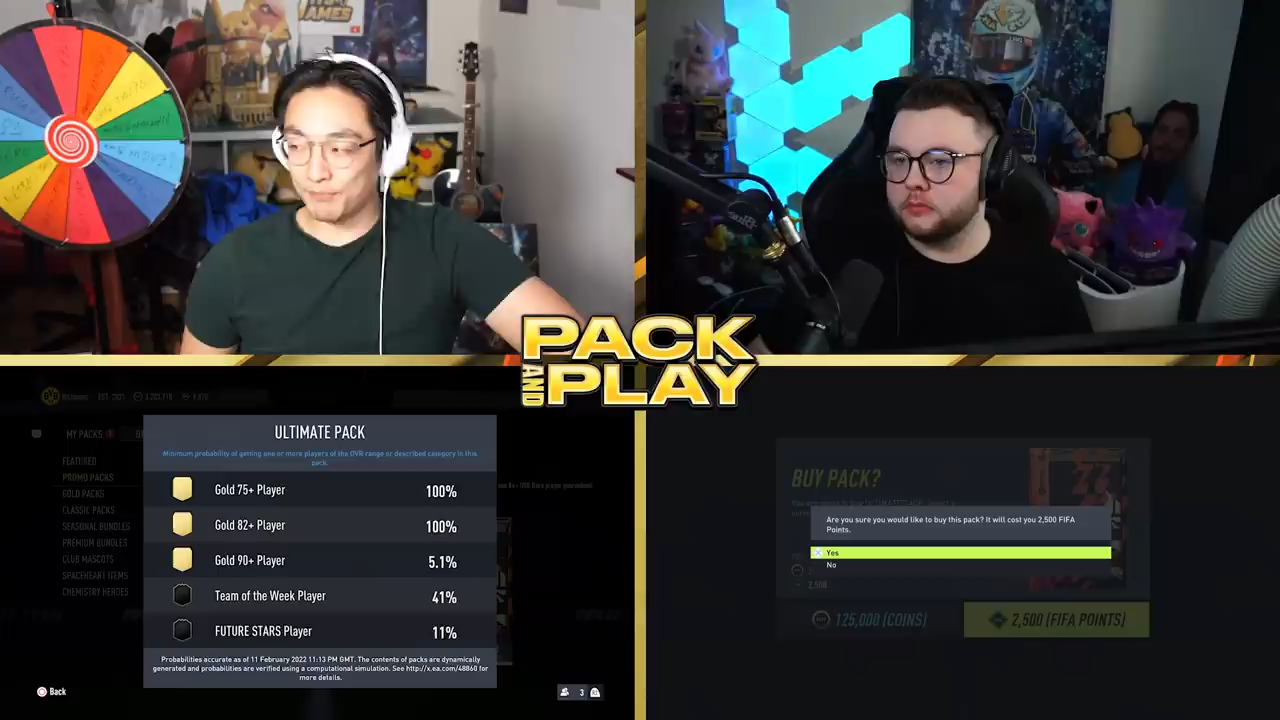 GAMES
PACK
AND
PLAY
EST. 2021
MY PACKS
FEATURED
PROMO PACKS
GOLD PACKS
CLASSIC PACKS
SEASONAL BUNDLES
PREMIUM BUNDLES
CLUB MASCOTS
SPACEHEART ITEMS
CHEMISTRY HEROES
ULTIMATE PACK
Minimum probability of getting one or more players of the OVR range or described category in this
pack.
Gold 75+ Player 100%
Gold 82+ Player 100%
Gold 90+ Player 5.1%
Team of the Week Player 41%
FUTURE STARS Player 11%
Probabilities accurate as of 11 February 2022 11:13 PM GMT. The contents of packs are dynamically
generated and probabilities are verified using a computational simulation. See http://x.ea.com/48860 for
more details.
Back
3
BUY PACK?
Are you sure you would like to buy this pack? It will cost you 2,500 FIFA
Points.
Yes
No
2,500
125,000 (COINS)
2,500 (FIFA POINTS)